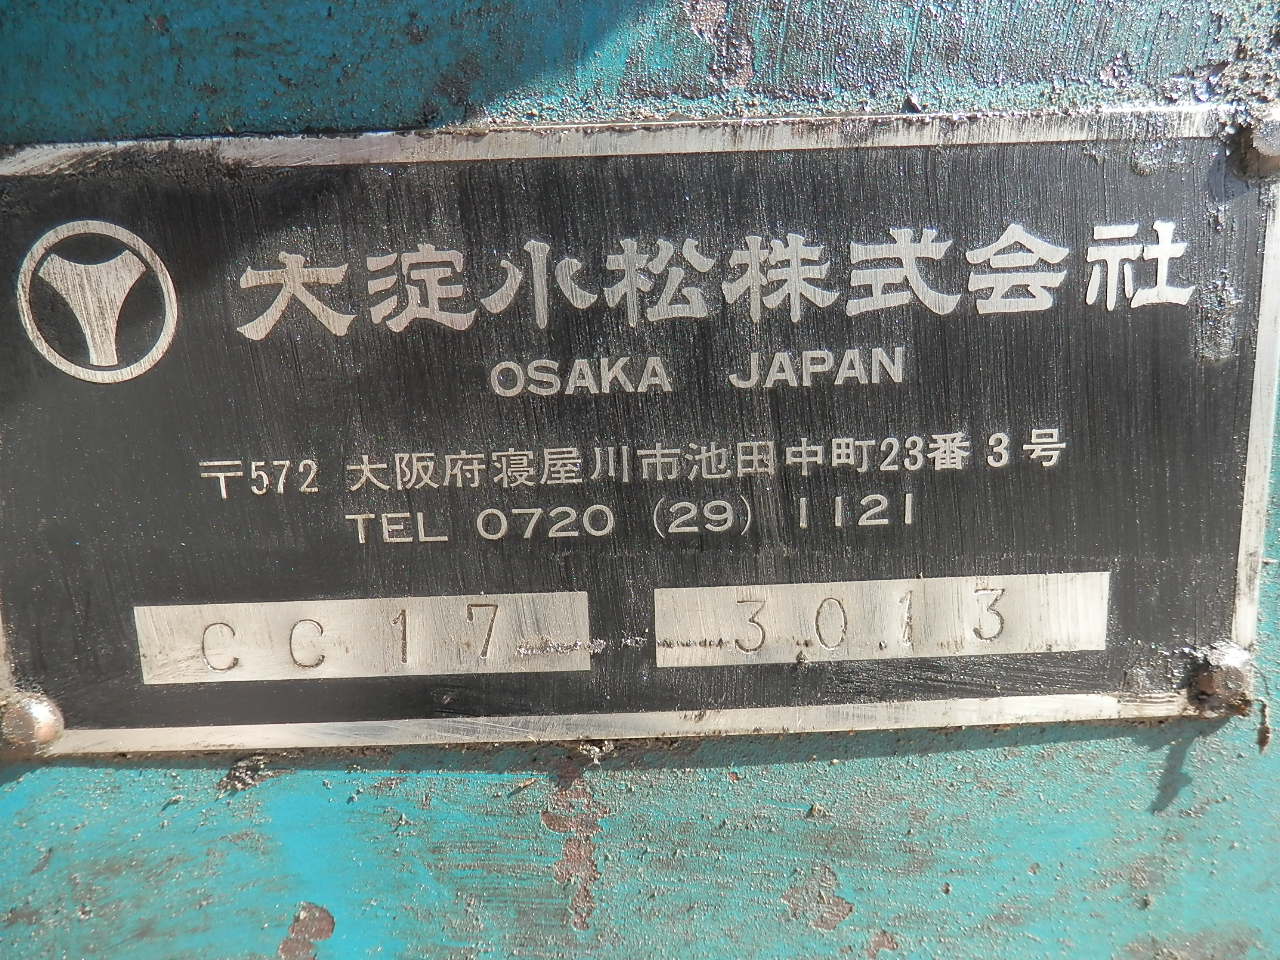 大淀小松株式会社
OSAKA JAPAN
〒572 大阪府寝屋川市池田中町23番3号
TEL 0720 (29) 1121
CC17 3013